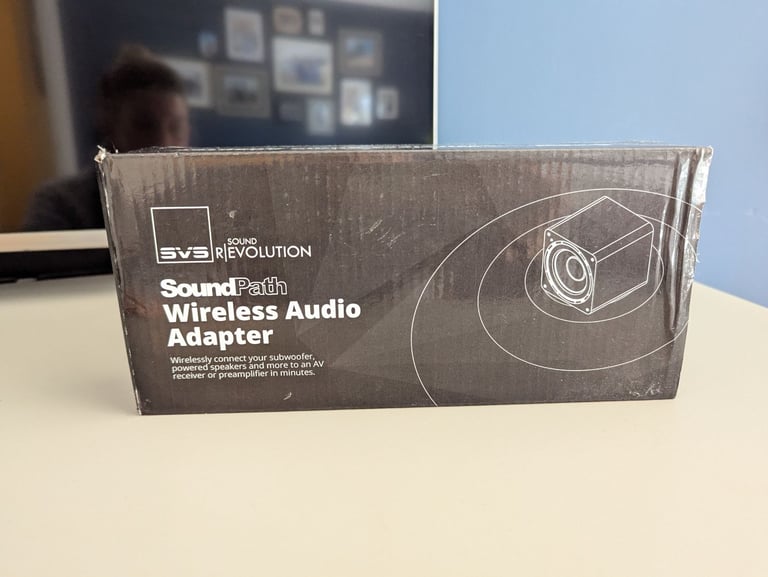 SVS
SOUND
R|EVOLUTION
SoundPath
Wireless Audio
Adapter
Wirelessly connect your subwoofer,
powered speakers and more to an AV
receiver or preamplifier in minutes.